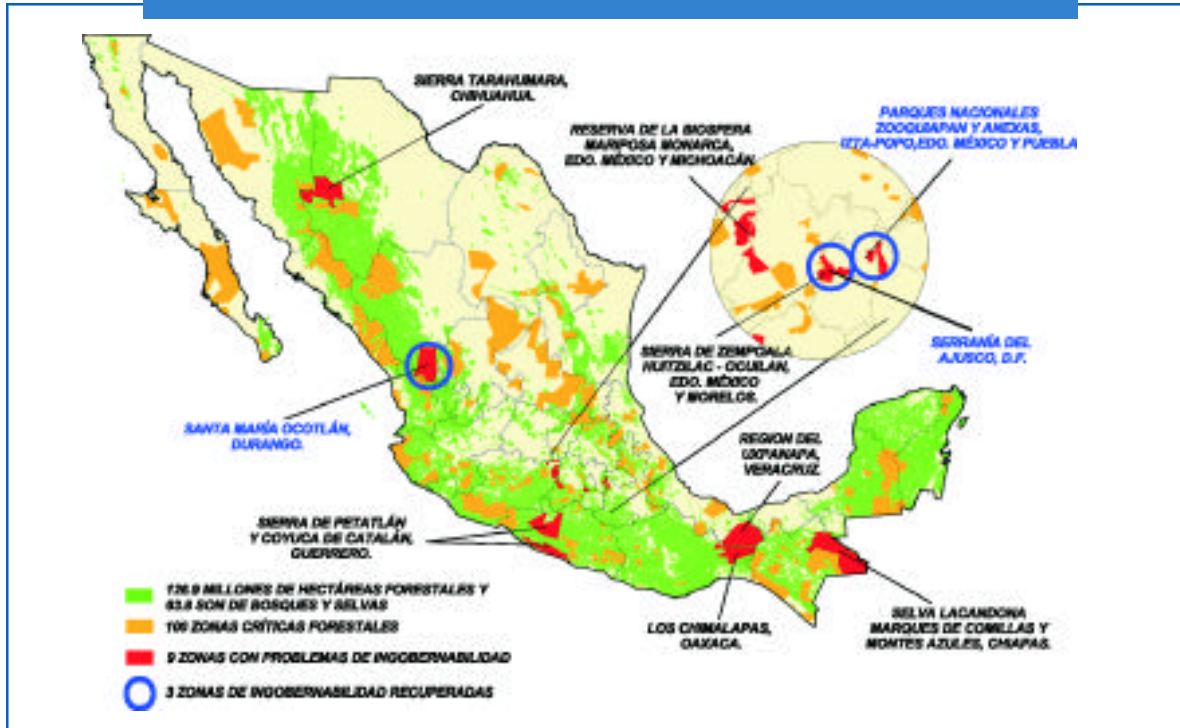 SIERRA TARAHUMARA,
CHIHUAHUA.
RESERVA DE LA BIOSFERA
MARIPOSA MONARCA,
EDO. MÉXICO Y MICHOACÁN.
PARQUES NACIONALES
ZOOQUIAPAN Y ANEXAS,
IZTA-POPO,EDO. MÉXICO Y PUEBLA
SIERRA DE ZEMPOALA
HUITZILAC - OCUILAN,
EDO. MÉXICO
Y MORELOS.
SERRANÍA DEL
AJUSCO, D.F.
SANTA MARÍA OCOTLÁN,
DURANGO.
REGION DEL
UXPANAPA,
VERACRUZ.
SIERRA DE PETATLÁN
Y COYUCA DE CATALÁN,
GUERRERO.
LOS CHIMALAPAS,
OAXACA.
SELVA LACANDONA
MARQUES DE COMILLAS Y
MONTES AZULES, CHIAPAS.
MILLONES DE HECTÁREAS FORESTALES Y
SON DE BOSQUES Y SELVAS
ZONAS CRÍTICAS FORESTALES
9 ZONAS CON PROBLEMAS DE INGOBERNABILIDAD
3 ZONAS DE INGOBERNABILIDAD RECUPERADAS